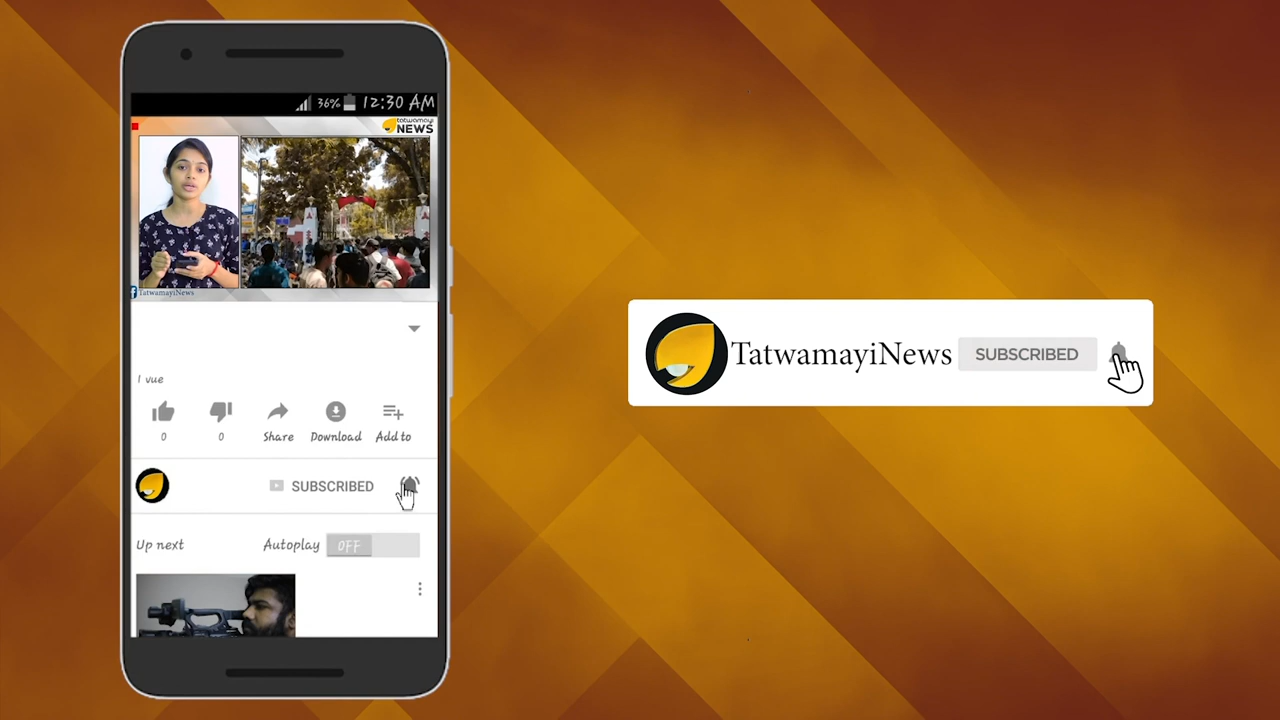 36% 12:30 AM
tatwamayi
NEWS
TatwamayiNews
1 vue
0 0 Share Download Add to
SUBSCRIBED
Up next Autoplay OFF
TatwamayiNews SUBSCRIBED